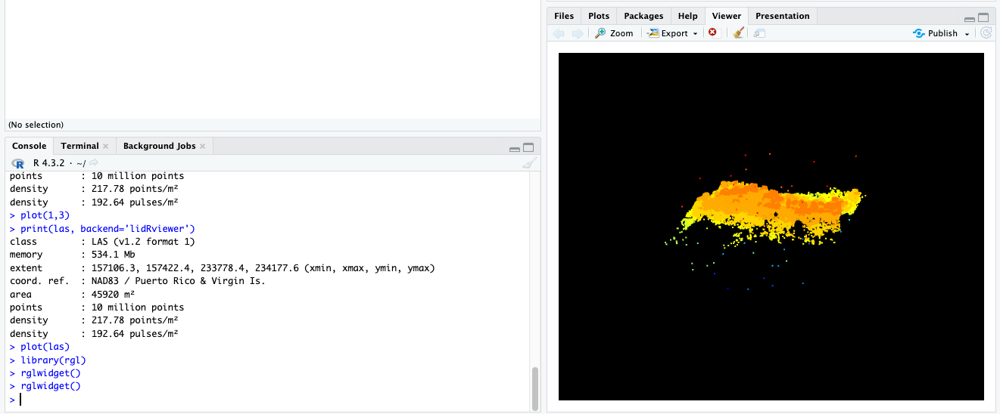 (No selection)
Console Terminal Background Jobs
R 4.3.2 · ~/
points : 10 million points
density : 217.78 points/m²
density : 192.64 pulses/m²
> plot(1,3)
> print(las, backend='lidRviewer')
class : LAS (v1.2 format 1)
memory : 534.1 Mb
extent : 157106.3, 157422.4, 233778.4, 234177.6 (xmin, xmax, ymin, ymax)
coord. ref. : NAD83 / Puerto Rico & Virgin Is.
area : 45920 m²
points : 10 million points
density : 217.78 points/m²
density : 192.64 pulses/m²
> plot(las)
> library(rgl)
> rglwidget()
> rglwidget()
>
Files Plots Packages Help Viewer Presentation
Zoom Export Publish